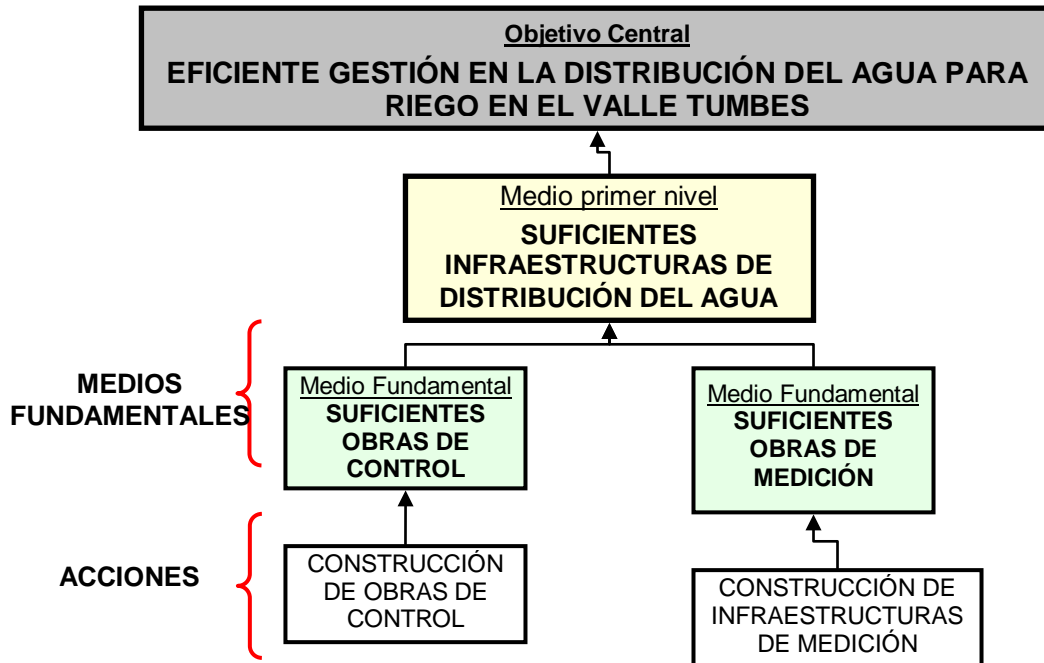 Objetivo Central
EFICIENTE GESTIÓN EN LA DISTRIBUCIÓN DEL AGUA PARA
RIEGO EN EL VALLE TUMBES
Medio primer nivel
SUFICIENTES
INFRAESTRUCTURAS DE
DISTRIBUCIÓN DEL AGUA
MEDIOS
FUNDAMENTALES
Medio Fundamental
SUFICIENTES
OBRAS DE
CONTROL
Medio Fundamental
SUFICIENTES
OBRAS DE
MEDICIÓN
ACCIONES
CONSTRUCCIÓN
DE OBRAS DE
CONTROL
CONSTRUCCIÓN DE
INFRAESTRUCTURAS
DE MEDICIÓN